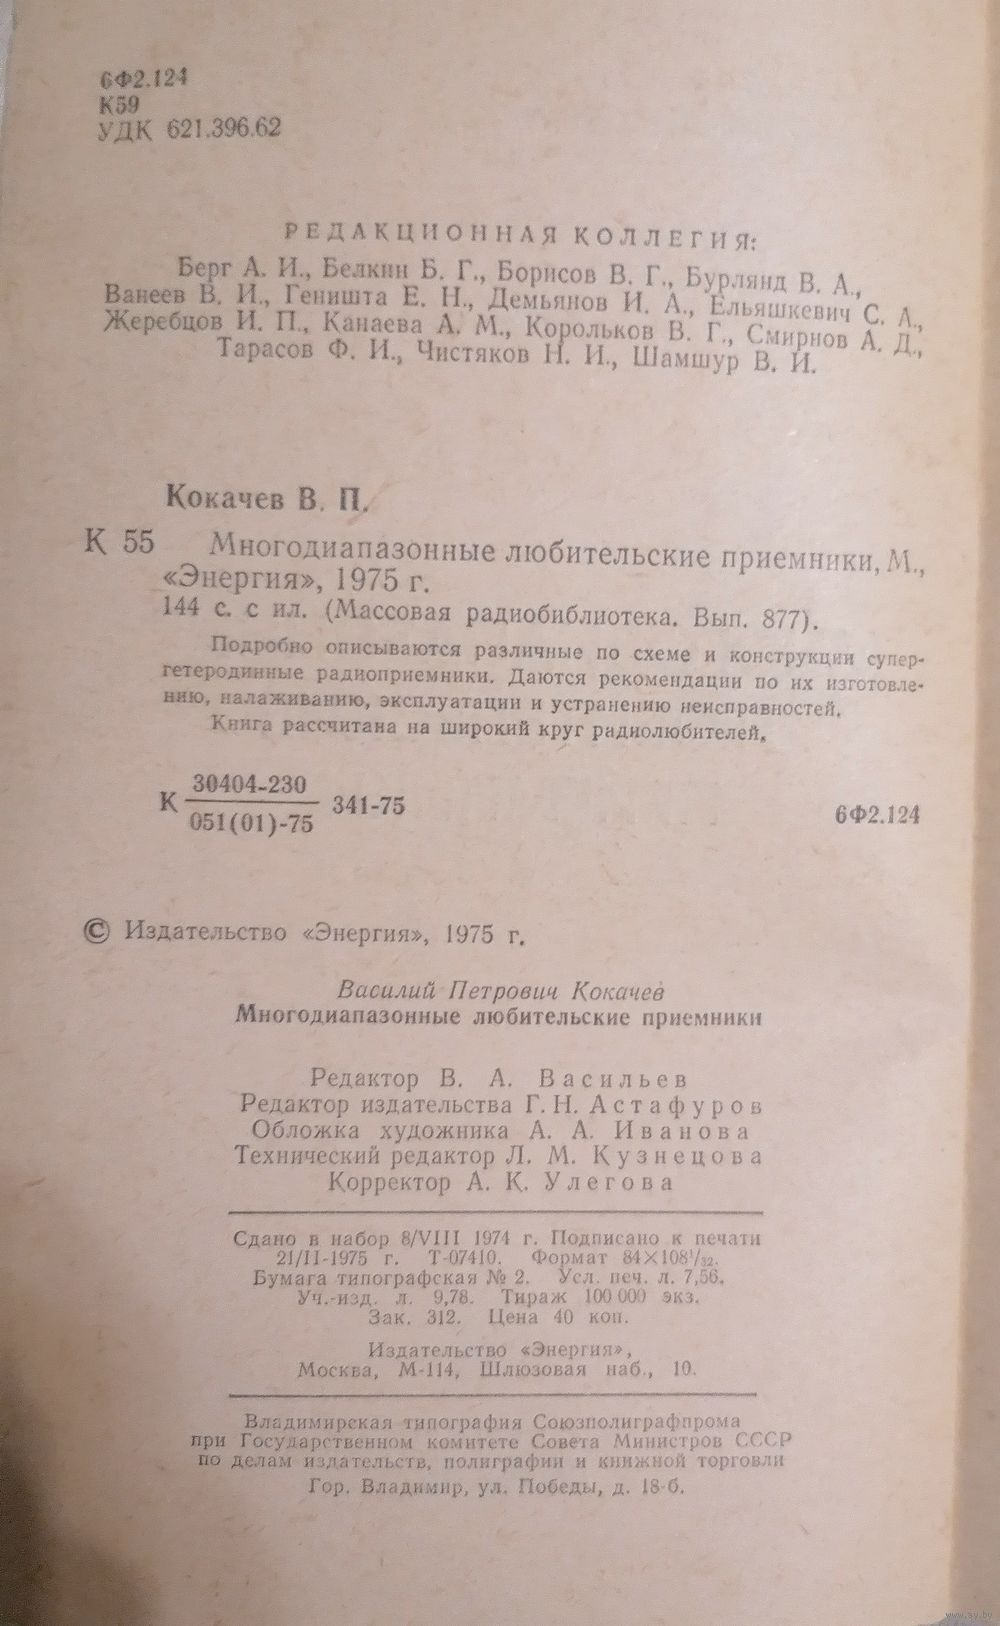 6Ф2.124
К59
УДК 621.396.62
РЕДАКЦИОННАЯ КОЛЛЕГИЯ:
Берг А. И., Белкин Б. Г., Борисов В. Г., Бурлянд В. А.,
Ванеев В. И., Геништа Е. Н., Демьянов И. А., Ельяшкевич С. А.,
Жеребцов И. П., Канаева А. М., Корольков В. Г., Смирнов А. Д.,
Тарасов Ф. И., Чистяков Н. И., Шамшур В. И.
Кокачев В. П.
К 55 Многодиапазонные любительские приемники, М.,
«Энергия», 1975 г.
144 с. с ил. (Массовая радиобиблиотека. Вып. 877).
Подробно описываются различные по схеме и конструкции супер-
гетеродинные радиоприемники. Даются рекомендации по их изготовле-
нию, налаживанию, эксплуатации и устранению неисправностей.
Книга рассчитана на широкий круг радиолюбителей.
К 30404-230 341-75
051(01)-75
6Ф2.124
© Издательство «Энергия», 1975 г.
Василий Петрович Кокачев
Многодиапазонные любительские приемники
Редактор В. А. Васильев
Редактор издательства Г. Н. Астафуров
Обложка художника А. А. Иванова
Технический редактор Л. М. Кузнецова
Корректор А. К. Улегова
Сдано в набор 8/VIII 1974 г. Подписано к печати
21/II-1975 г. Т-07410. Формат 84×108¹/₃₂.
Бумага типографская № 2. Усл. печ. л. 7,56.
Уч.-изд. л. 9,78. Тираж 100 000 экз.
Зак. 312. Цена 40 коп.
Издательство «Энергия»,
Москва, М-114, Шлюзовая наб., 10.
Владимирская типография Союзполиграфпрома
при Государственном комитете Совета Министров СССР
по делам издательств, полиграфии и книжной торговли
Гор. Владимир, ул. Победы, д. 18-б.
www.ay.by